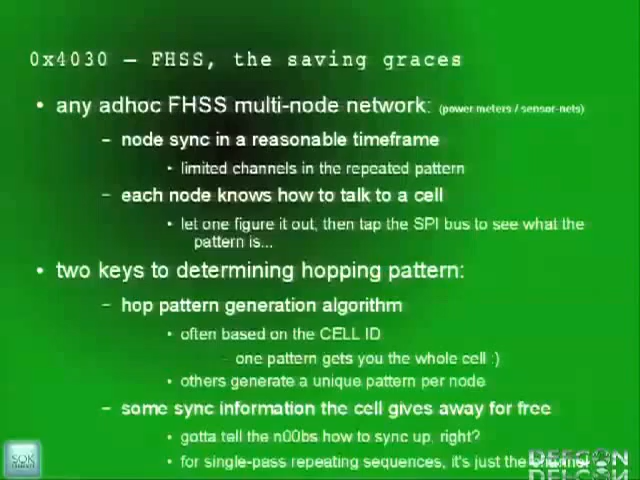 0x4030 – FHSS, the saving graces
• any adhoc FHSS multi-node network: (power meters / sensor-nets)
– node sync in a reasonable timeframe
• limited channels in the repeated pattern
– each node knows how to talk to a cell
• let one figure it out, then tap the SPI bus to see what the
pattern is...
• two keys to determining hopping pattern:
– hop pattern generation algorithm
• often based on the CELL ID
– one pattern gets you the whole cell :)
• others generate a unique pattern per node
– some sync information the cell gives away for free
• gotta tell the n00bs how to sync up, right?
• for single-pass repeating sequences, it's just the channel
DEFCON
SQK